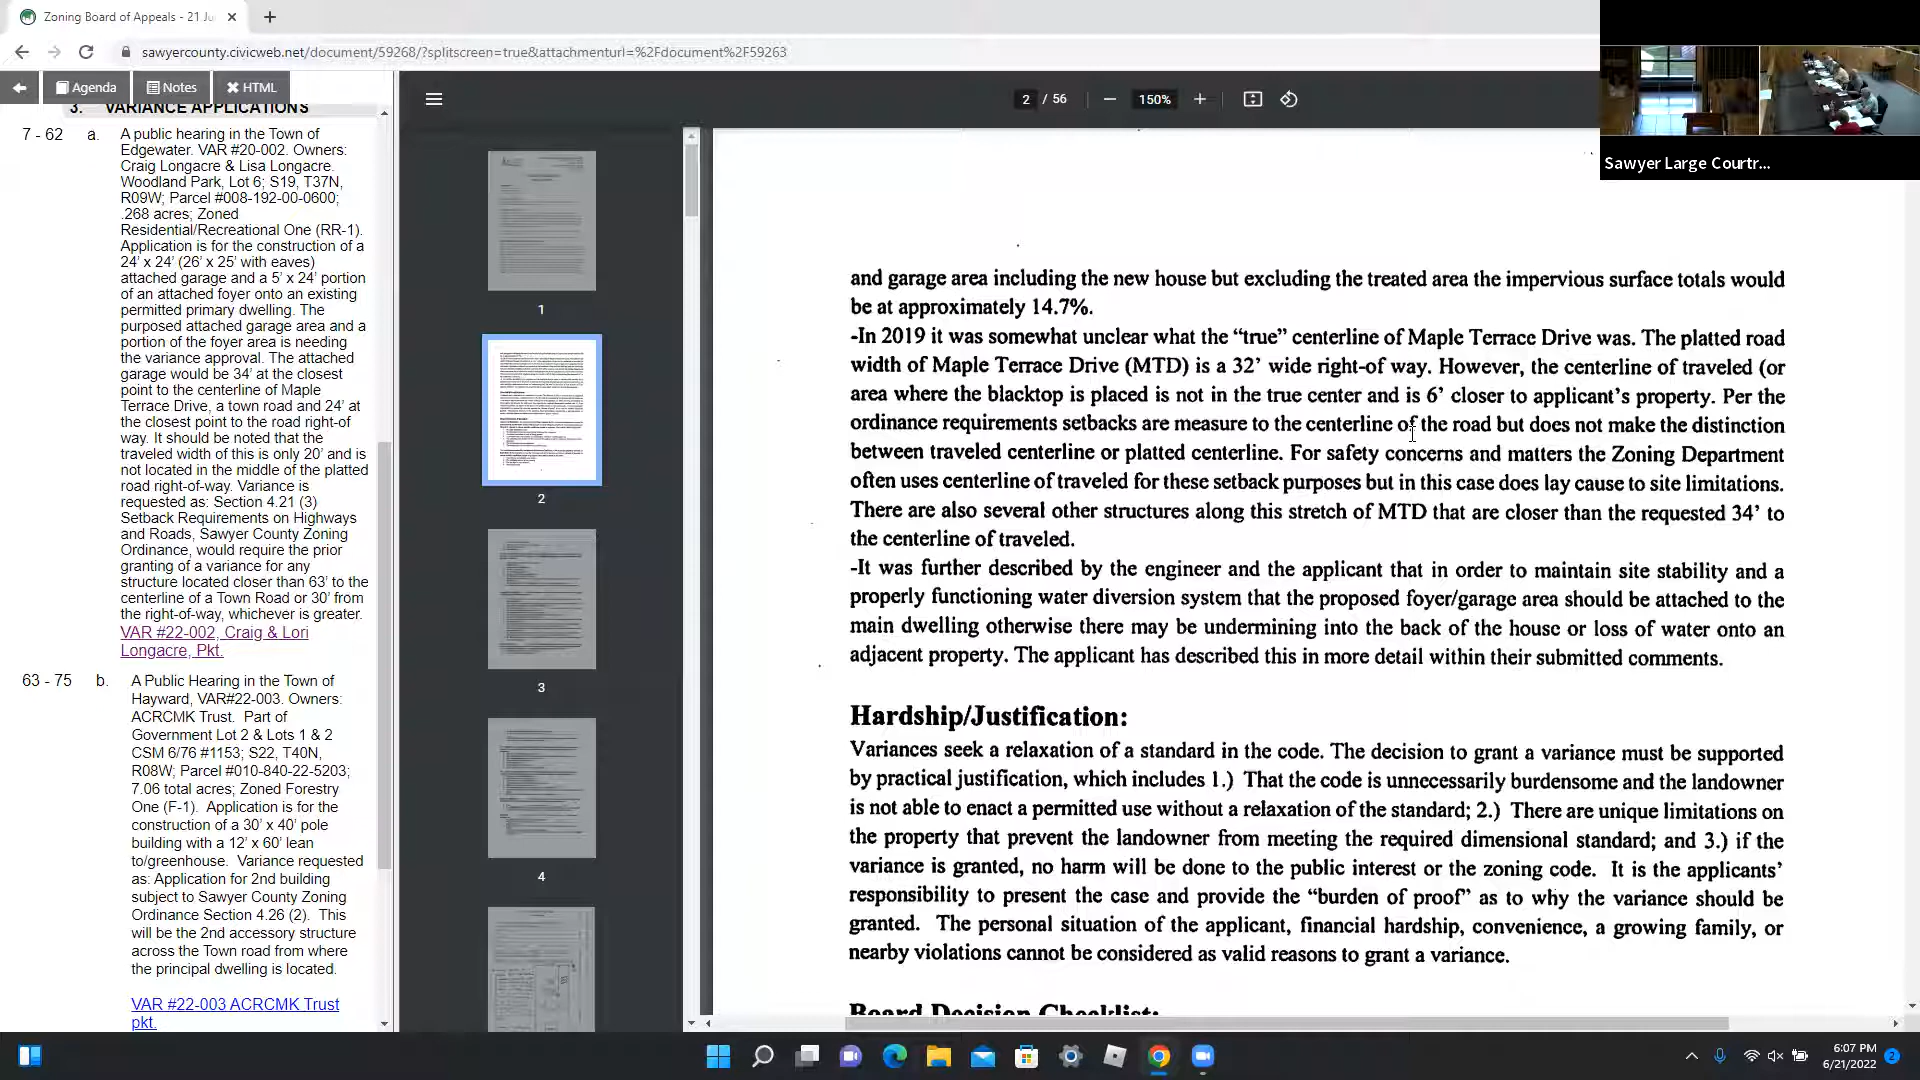 Zoning Board of Appeals - 21 Ju
sawyercounty.civicweb.net/document/59268/?splitscreen=true&attachmenturl=%2Fdocument%2F59263
Agenda
Notes
HTML
3. VARIANCE APPLICATIONS
7 - 62 a. A public hearing in the Town of
Edgewater. VAR #20-002. Owners:
Craig Longacre & Lisa Longacre.
Woodland Park, Lot 6; S19, T37N,
R09W; Parcel #008-192-00-0600;
.268 acres; Zoned
Residential/Recreational One (RR-1).
Application is for the construction of a
24' x 24' (26' x 25' with eaves)
attached garage and a 5' x 24' portion
of an attached foyer onto an existing
permitted primary dwelling. The
purposed attached garage area and a
portion of the foyer area is needing
the variance approval. The attached
garage would be 34' at the closest
point to the centerline of Maple
Terrace Drive, a town road and 24' at
the closest point to the road right-of-
way. It should be noted that the
traveled width of this is only 20' and is
not located in the middle of the platted
road right-of-way. Variance is
requested as: Section 4.21 (3)
Setback Requirements on Highways
and Roads, Sawyer County Zoning
Ordinance, would require the prior
granting of a variance for any
structure located closer than 63' to the
centerline of a Town Road or 30' from
the right-of-way, whichever is greater.
VAR #22-002, Craig & Lori
Longacre, Pkt.
63 - 75 b. A Public Hearing in the Town of
Hayward, VAR#22-003. Owners:
ACRCMK Trust. Part of
Government Lot 2 & Lots 1 & 2
CSM 6/76 #1153; S22, T40N,
R08W; Parcel #010-840-22-5203;
7.06 total acres; Zoned Forestry
One (F-1). Application is for the
construction of a 30' x 40' pole
building with a 12' x 60' lean
to/greenhouse. Variance requested
as: Application for 2nd building
subject to Sawyer County Zoning
Ordinance Section 4.26 (2). This
will be the 2nd accessory structure
across the Town road from where
the principal dwelling is located.
VAR #22-003 ACRCMK Trust
pkt.
2 / 56
150%
1
2
3
4
and garage area including the new house but excluding the treated area the impervious surface totals would
be at approximately 14.7%.
-In 2019 it was somewhat unclear what the “true” centerline of Maple Terrace Drive was. The platted road
width of Maple Terrace Drive (MTD) is a 32’ wide right-of way. However, the centerline of traveled (or
area where the blacktop is placed is not in the true center and is 6’ closer to applicant’s property. Per the
ordinance requirements setbacks are measure to the centerline of the road but does not make the distinction
between traveled centerline or platted centerline. For safety concerns and matters the Zoning Department
often uses centerline of traveled for these setback purposes but in this case does lay cause to site limitations.
There are also several other structures along this stretch of MTD that are closer than the requested 34’ to
the centerline of traveled.
-It was further described by the engineer and the applicant that in order to maintain site stability and a
properly functioning water diversion system that the proposed foyer/garage area should be attached to the
main dwelling otherwise there may be undermining into the back of the house or loss of water onto an
adjacent property. The applicant has described this in more detail within their submitted comments.
Hardship/Justification:
Variances seek a relaxation of a standard in the code. The decision to grant a variance must be supported
by practical justification, which includes 1.) That the code is unnecessarily burdensome and the landowner
is not able to enact a permitted use without a relaxation of the standard; 2.) There are unique limitations on
the property that prevent the landowner from meeting the required dimensional standard; and 3.) if the
variance is granted, no harm will be done to the public interest or the zoning code. It is the applicants’
responsibility to present the case and provide the “burden of proof” as to why the variance should be
granted. The personal situation of the applicant, financial hardship, convenience, a growing family, or
nearby violations cannot be considered as valid reasons to grant a variance.
Board Decision Checklist:
Sawyer Large Courtr...
6:07 PM
6/21/2022
2